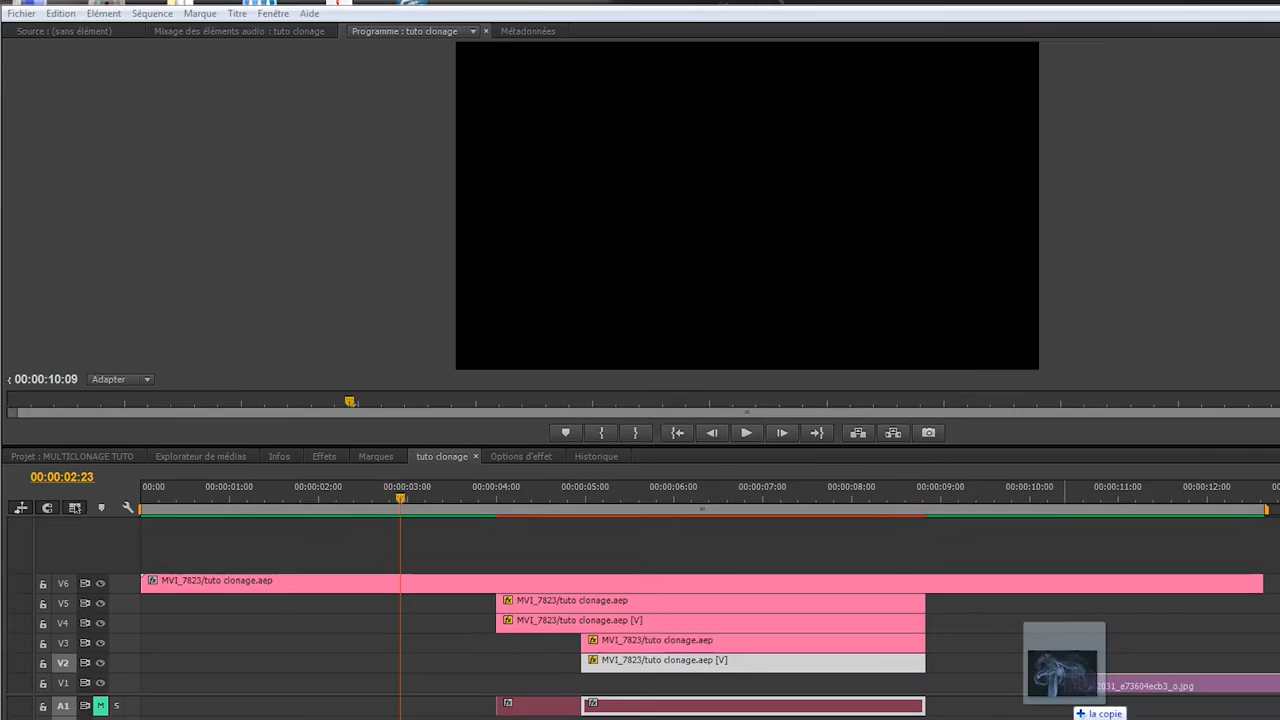 Fichier Edition Elément Séquence Marque Titre Fenêtre Aide
Source : (sans élément) Mixage des éléments audio : tuto clonage Programme : tuto clonage Métadonnées
00:00:10:09 Adapter
Projet : MULTICLONAGE TUTO Explorateur de médias Infos Effets Marques tuto clonage Options d'effet Historique
00:00:02:23
00:00 00:00:01:00 00:00:02:00 00:00:03:00 00:00:04:00 00:00:05:00 00:00:06:00 00:00:07:00 00:00:08:00 00:00:09:00 00:00:10:00 00:00:11:00 00:00:12:00
V6 MVI_7823/tuto clonage.aep
V5 MVI_7823/tuto clonage.aep
V4 MVI_7823/tuto clonage.aep [V]
V3 MVI_7823/tuto clonage.aep
V2 MVI_7823/tuto clonage.aep [V]
V1 2031_e73604ecb3_o.jpg
A1 M S
la copie